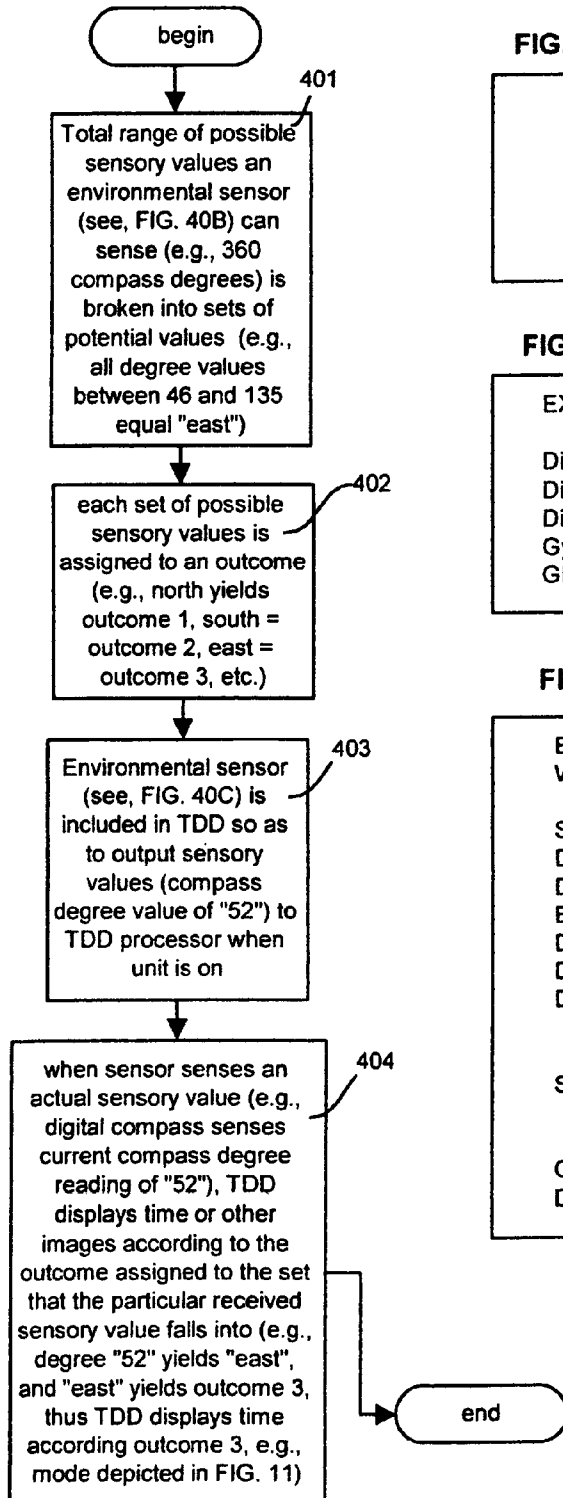 begin
401
Total range of possible
sensory values an
environmental sensor
(see, FIG. 40B) can
sense (e.g., 360
compass degrees) is
broken into sets of
potential values (e.g.,
all degree values
between 46 and 135
equal "east")
402
each set of possible
sensory values is
assigned to an outcome
(e.g., north yields
outcome 1, south =
outcome 2, east =
outcome 3, etc.)
403
Environmental sensor
(see, FIG. 40C) is
included in TDD so as
to output sensory
values (compass
degree value of "52") to
TDD processor when
unit is on
404
when sensor senses an
actual sensory value (e.g.,
digital compass senses
current compass degree
reading of "52"), TDD
displays time or other
images according to the
outcome assigned to the set
that the particular received
sensory value falls into (e.g.,
degree "52" yields "east",
and "east" yields outcome 3,
thus TDD displays time
according outcome 3, e.g.,
mode depicted in FIG. 11)
end
FIG.
FIG
FI